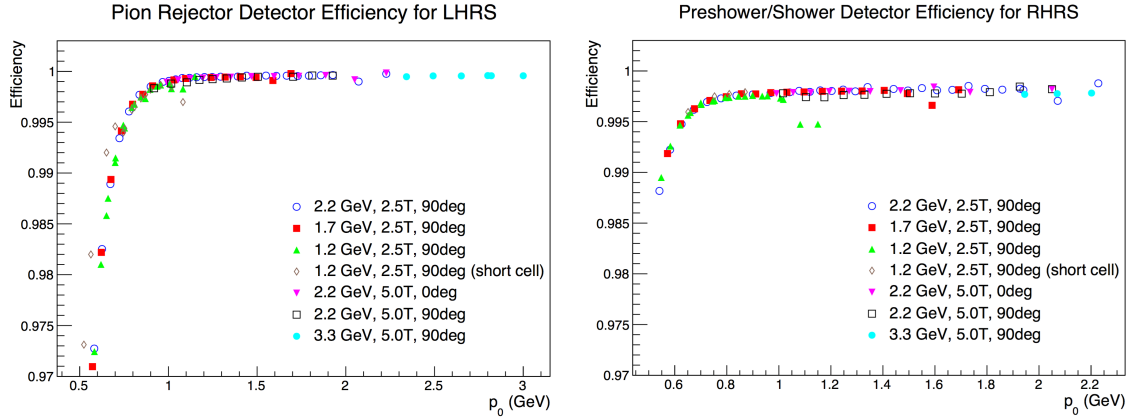 Pion Rejector Detector Efficiency for LHRS
Efficiency
1
0.995
0.99
0.985
0.98
0.975
0.97
2.2 GeV, 2.5T, 90deg
1.7 GeV, 2.5T, 90deg
1.2 GeV, 2.5T, 90deg
1.2 GeV, 2.5T, 90deg (short cell)
2.2 GeV, 5.0T, 0deg
2.2 GeV, 5.0T, 90deg
3.3 GeV, 5.0T, 90deg
0.5 1 1.5 2 2.5 3
p0 (GeV)
Preshower/Shower Detector Efficiency for RHRS
Efficiency
1
0.995
0.99
0.985
0.98
0.975
0.97
2.2 GeV, 2.5T, 90deg
1.7 GeV, 2.5T, 90deg
1.2 GeV, 2.5T, 90deg
1.2 GeV, 2.5T, 90deg (short cell)
2.2 GeV, 5.0T, 0deg
2.2 GeV, 5.0T, 90deg
3.3 GeV, 5.0T, 90deg
0.6 0.8 1 1.2 1.4 1.6 1.8 2 2.2
p0 (GeV)